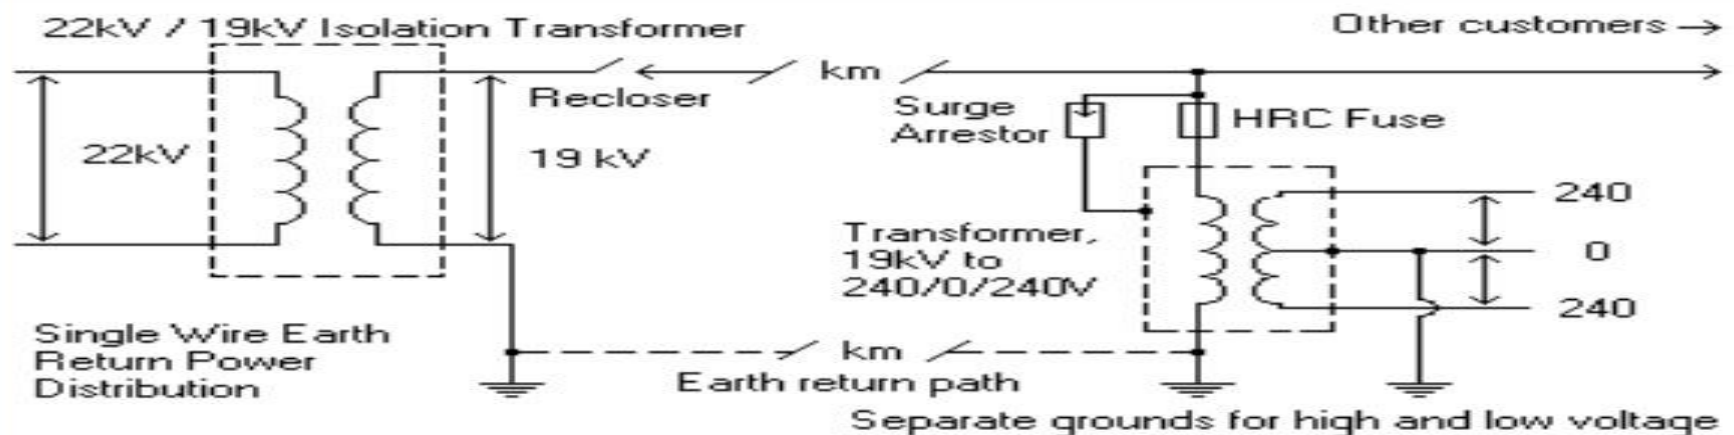 22kV / 19kV Isolation Transformer
Other customers
km
Recloser
Surge
Arrestor
HRC Fuse
22kV
19 kV
240
Transformer,
19kV to
240/0/240V
0
240
Single Wire Earth
Return Power
Distribution
km
Earth return path
Separate grounds for high and low voltage